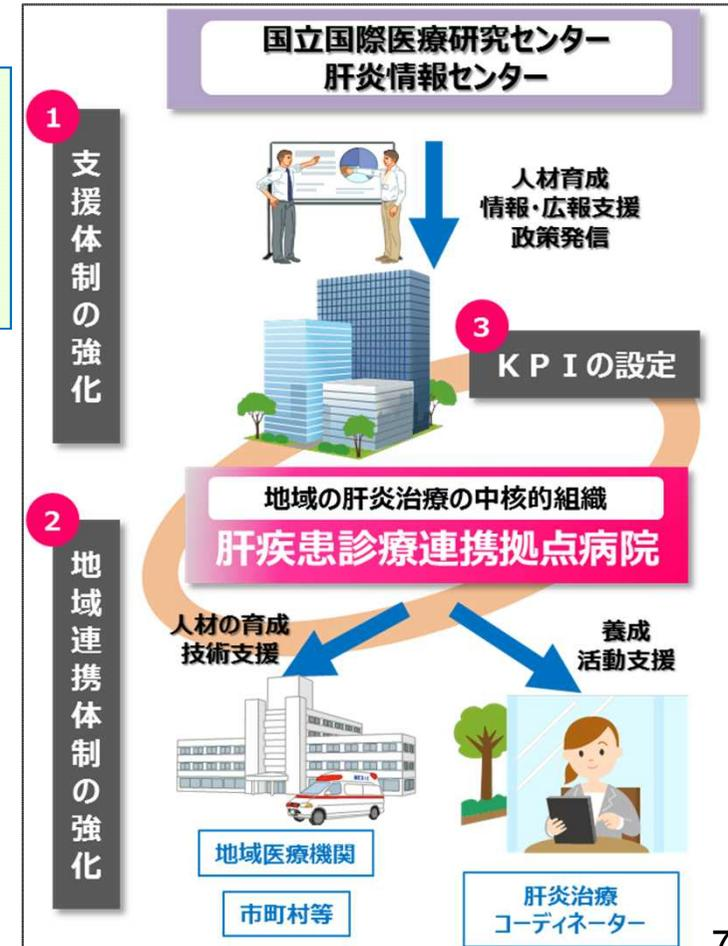 国立国際医療研究センター
肝炎情報センター
1
支援体制の強化
人材育成
情報・広報支援
政策発信
3
ＫＰＩの設定
地域の肝炎治療の中核的組織
肝疾患診療連携拠点病院
2
地域連携体制の強化
人材の育成
技術支援
養成
活動支援
地域医療機関
市町村等
肝炎治療
コーディネーター
7